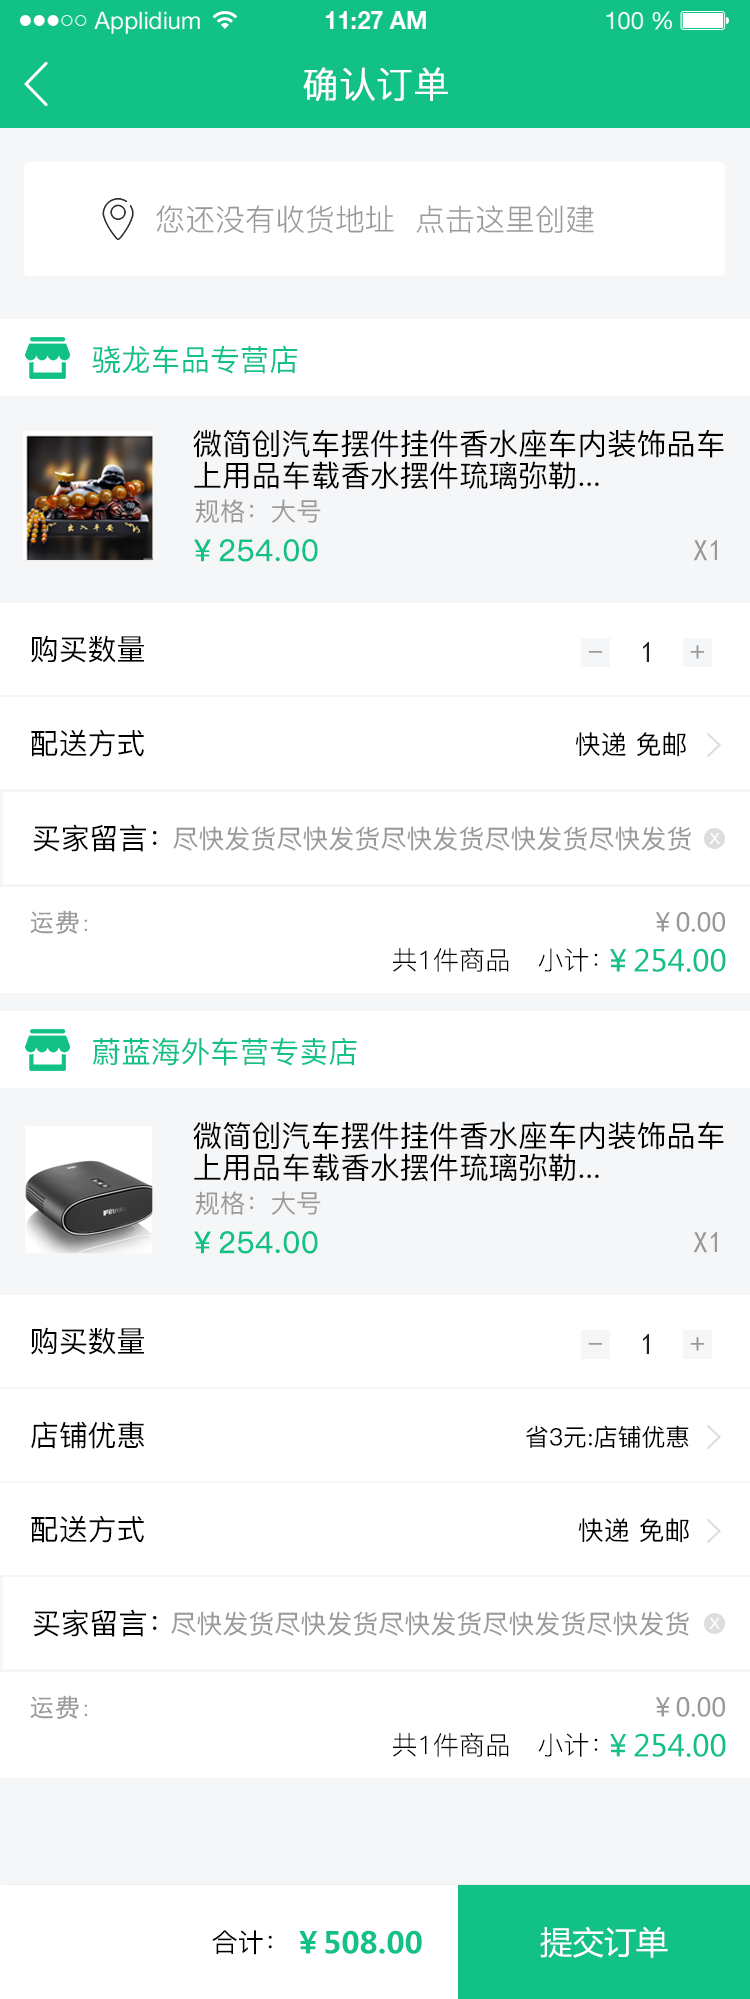 Applidium 11:27 AM 100 %
确认订单
您还没有收货地址 点击这里创建
骁龙车品专营店
微简创汽车摆件挂件香水座车内装饰品车
上用品车载香水摆件琉璃弥勒...
出入平安
规格：大号
¥ 254.00 X1
购买数量 − 1 +
配送方式 快递 免邮
买家留言：尽快发货尽快发货尽快发货尽快发货尽快发货
运费: ¥ 0.00
共1件商品 小计: ¥ 254.00
蔚蓝海外车营专卖店
微简创汽车摆件挂件香水座车内装饰品车
上用品车载香水摆件琉璃弥勒...
规格：大号
¥ 254.00 X1
购买数量 − 1 +
店铺优惠 省3元:店铺优惠
配送方式 快递 免邮
买家留言：尽快发货尽快发货尽快发货尽快发货尽快发货
运费: ¥ 0.00
共1件商品 小计: ¥ 254.00
合计: ¥ 508.00 提交订单